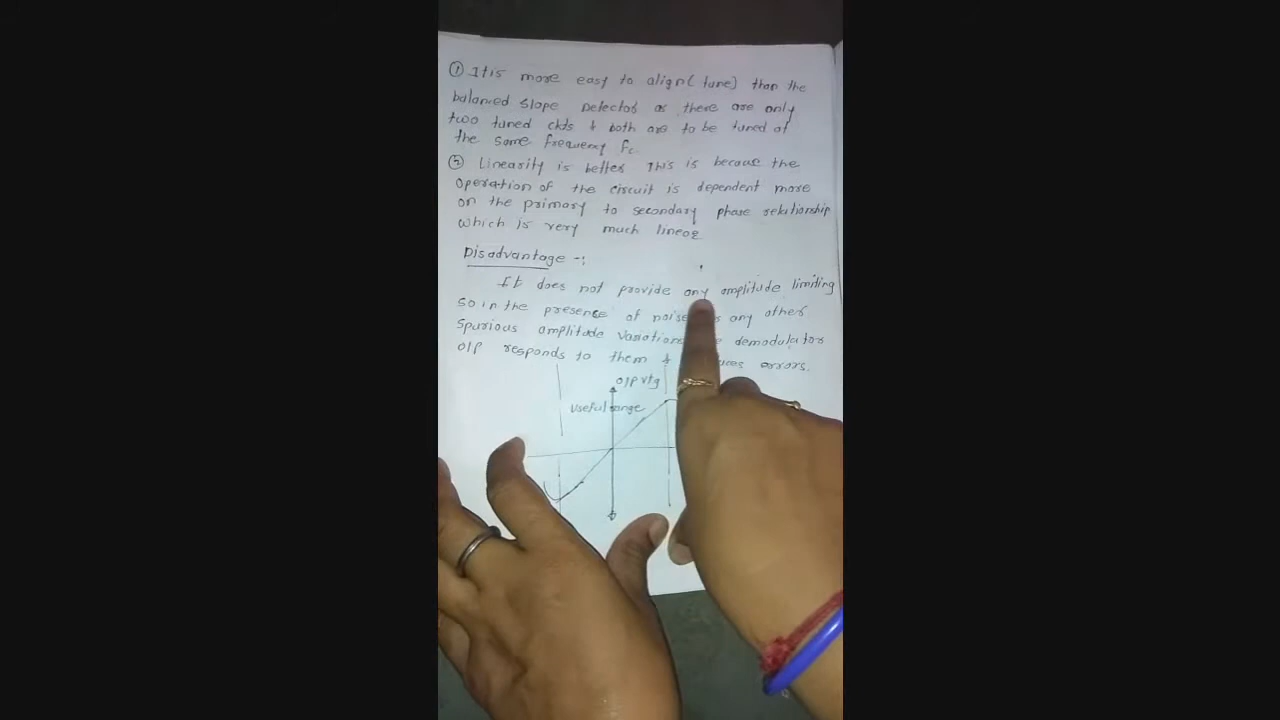 ① It is more easy to align( tune) than the
balanced slope Detector as there are only
two tuned ckts & both are to be tuned at
the same frequency fc
② Linearity is better This is because the
operation of the circuit is dependent more
on the primary to secondary phase relationship
which is very much linear
Disadvantage -:
It does not provide any amplitude limiting
so in the presence of noise any other
spurious amplitude variations demodulator
O/P responds to them & errors.
O/P vtg
Useful range